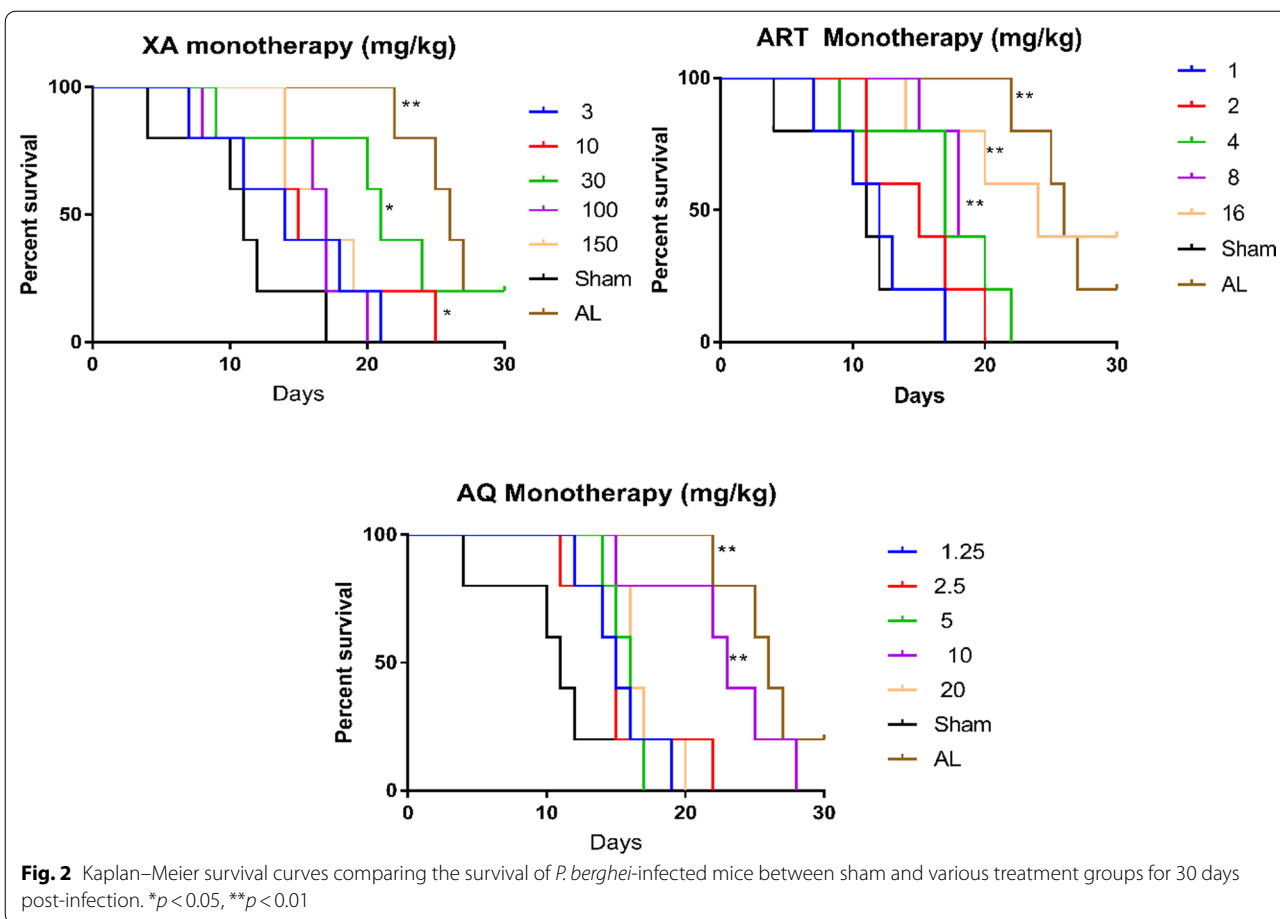 XA monotherapy (mg/kg)
100
50
0
0 10 20 30
Percent survival
Days
**
*
*
3
10
30
100
150
Sham
AL
ART Monotherapy (mg/kg)
100
50
0
0 10 20 30
Percent survival
Days
**
**
**
1
2
4
8
16
Sham
AL
AQ Monotherapy (mg/kg)
100
50
0
0 10 20 30
Percent survival
Days
**
**
1.25
2.5
5
10
20
Sham
AL
Fig. 2 Kaplan–Meier survival curves comparing the survival of P. berghei-infected mice between sham and various treatment groups for 30 days
post-infection. *p < 0.05, **p < 0.01